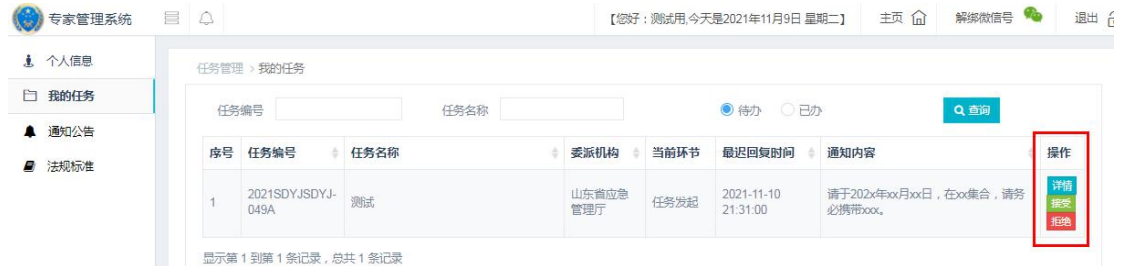 专家管理系统
【您好：测试用,今天是2021年11月9日 星期二】 主页 解绑微信号 退出
个人信息
我的任务
通知公告
法规标准
任务管理 > 我的任务
任务编号 任务名称 待办 已办 查询
序号 任务编号 任务名称 委派机构 当前环节 最迟回复时间 通知内容 操作
1 2021SDYJSDYJ- 测试 山东省应急 任务发起 2021-11-10 请于202x年xx月xx日，在xx集合，请务 详情
049A 管理厅 21:31:00 必携带xxx。 接受
拒绝
显示第 1 到第 1 条记录，总共 1 条记录